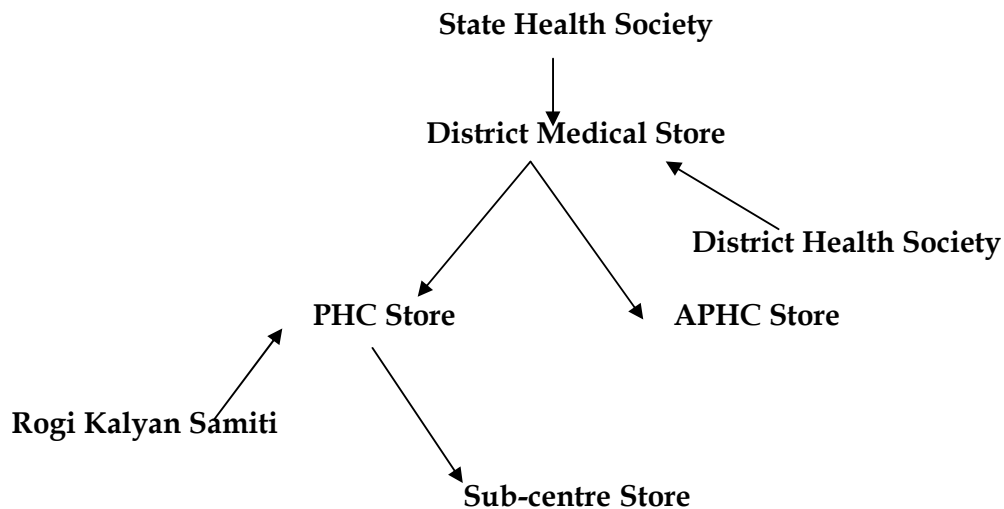 State Health Society
District Medical Store
District Health Society
PHC Store
APHC Store
Rogi Kalyan Samiti
Sub-centre Store